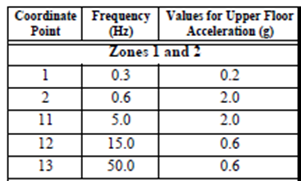 Coordinate Point Frequency (Hz) Values for Upper Floor Acceleration (g)
Zones 1 and 2
1 0.3 0.2
2 0.6 2.0
11 5.0 2.0
12 15.0 0.6
13 50.0 0.6